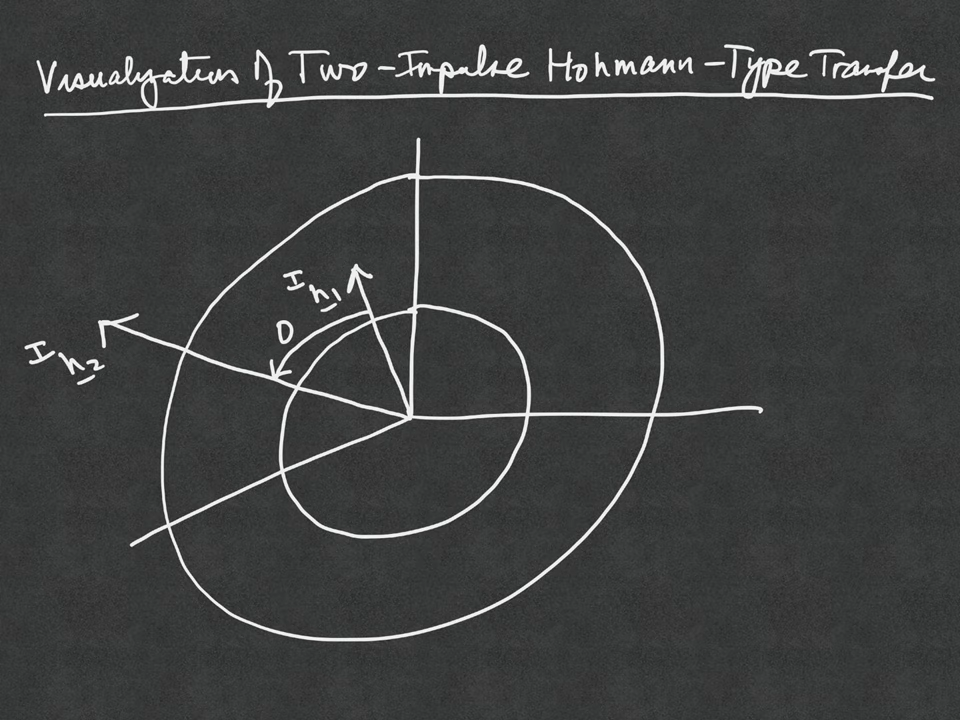 Visualization of Two-Impulse Hohmann-Type Transfer
I h1
D
I h2